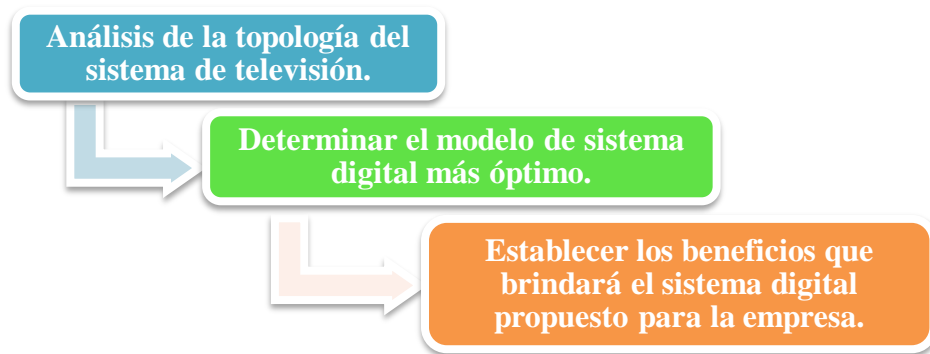 Análisis de la topología del
sistema de televisión.
Determinar el modelo de sistema
digital más óptimo.
Establecer los beneficios que
brindará el sistema digital
propuesto para la empresa.